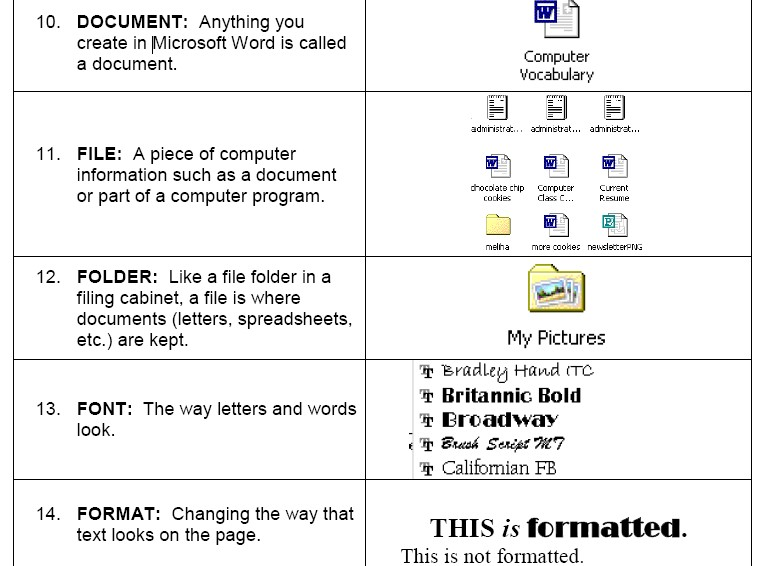 10. DOCUMENT: Anything you
create in Microsoft Word is called
a document.
Computer
Vocabulary
11. FILE: A piece of computer
information such as a document
or part of a computer program.
administrat... administrat... administrat...
chocolate chip
cookies
Computer
Class C...
Current
Resume
meliha more cookies newsletterPNG
12. FOLDER: Like a file folder in a
filing cabinet, a file is where
documents (letters, spreadsheets,
etc.) are kept.
My Pictures
13. FONT: The way letters and words
look.
Bradley Hand ITC
Britannic Bold
Broadway
Brush Script MT
Californian FB
14. FORMAT: Changing the way that
text looks on the page.
THIS is formatted.
This is not formatted.